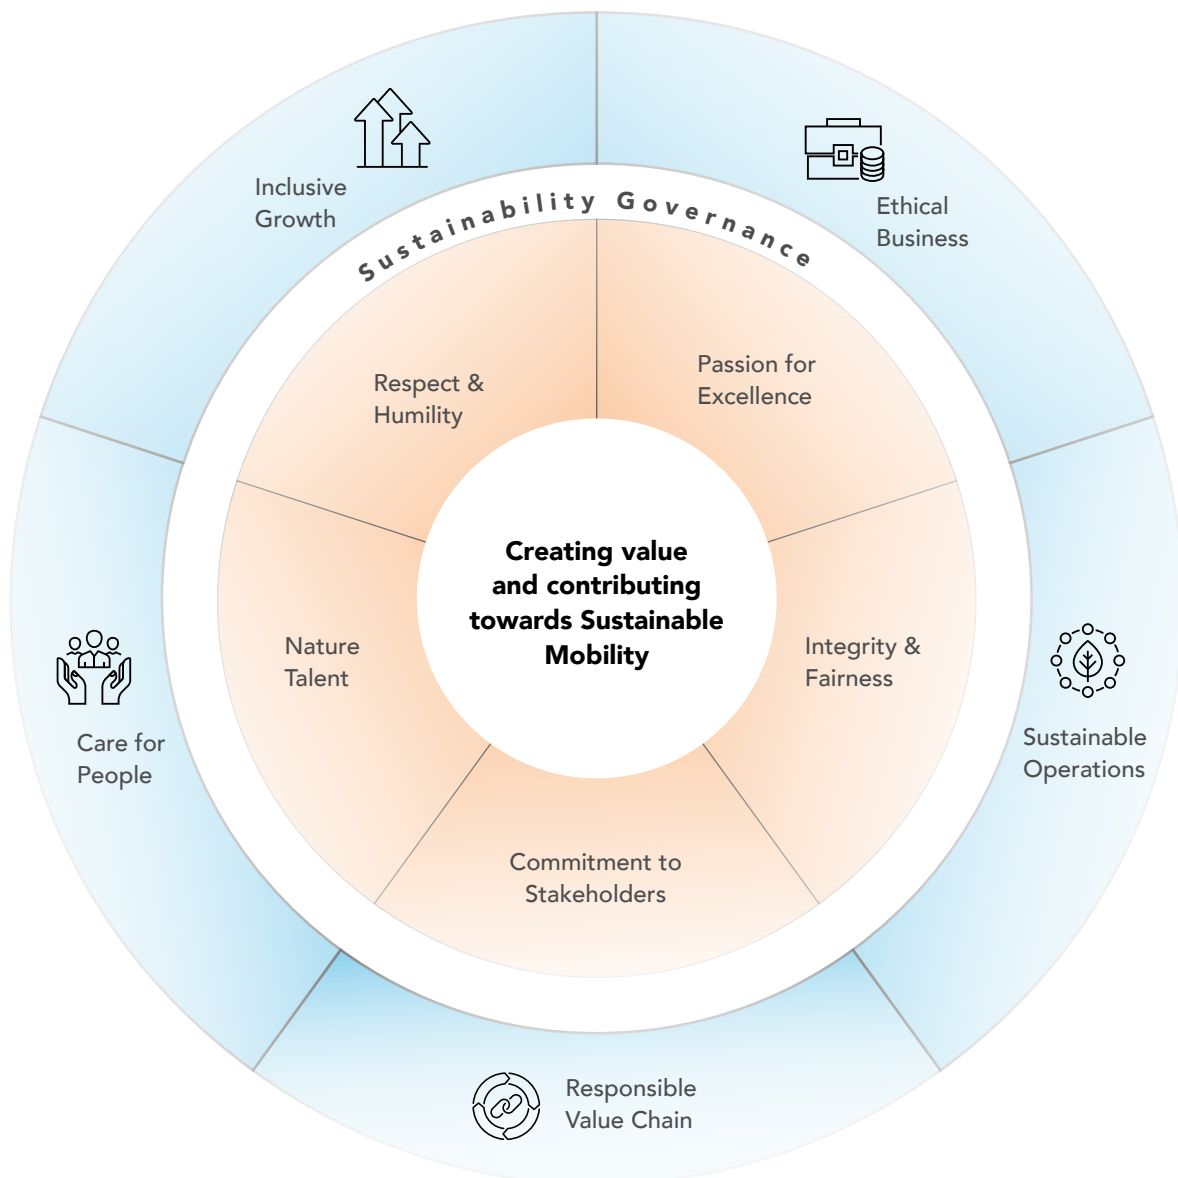 Inclusive
Growth
Ethical
Business
Sustainability Governance
Respect &
Humility
Passion for
Excellence
Creating value
and contributing
towards Sustainable
Mobility
Nature
Talent
Integrity &
Fairness
Care for
People
Sustainable
Operations
Commitment to
Stakeholders
Responsible
Value Chain